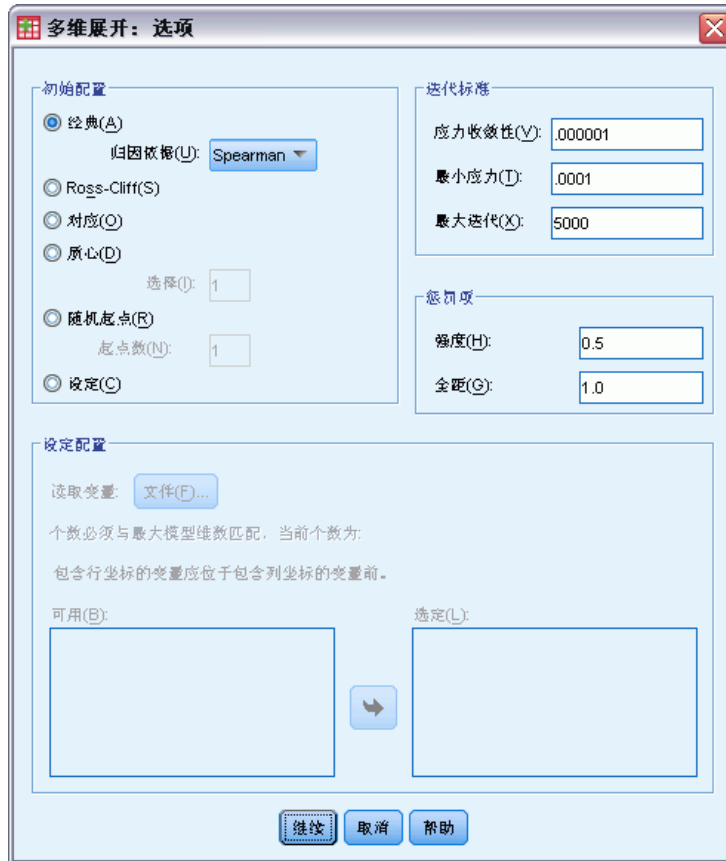 多维展开：选项
初始配置
经典(A)
归因依据(U): Spearman
Ross-Cliff(S)
对应(O)
质心(D)
选择(I): 1
随机起点(R)
起点数(N): 1
设定(C)
迭代标准
应力收敛性(V): .000001
最小应力(T): .0001
最大迭代(X): 5000
惩罚项
强度(H): 0.5
全距(G): 1.0
设定配置
读取变量: 文件(F)...
个数必须与最大模型维数匹配，当前个数为:
包含行坐标的变量应位于包含列坐标的变量前。
可用(B):
选定(L):
继续 取消 帮助